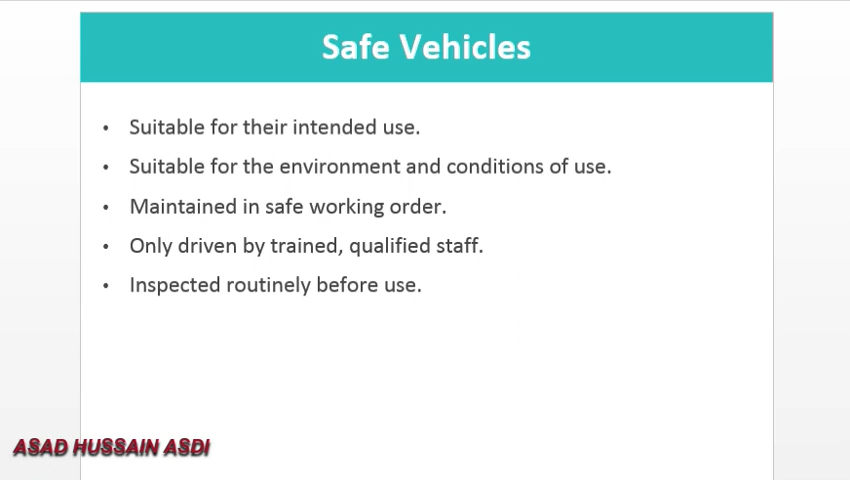 Safe Vehicles
• Suitable for their intended use.
• Suitable for the environment and conditions of use.
• Maintained in safe working order.
• Only driven by trained, qualified staff.
• Inspected routinely before use.
ASAD HUSSAIN ASDI